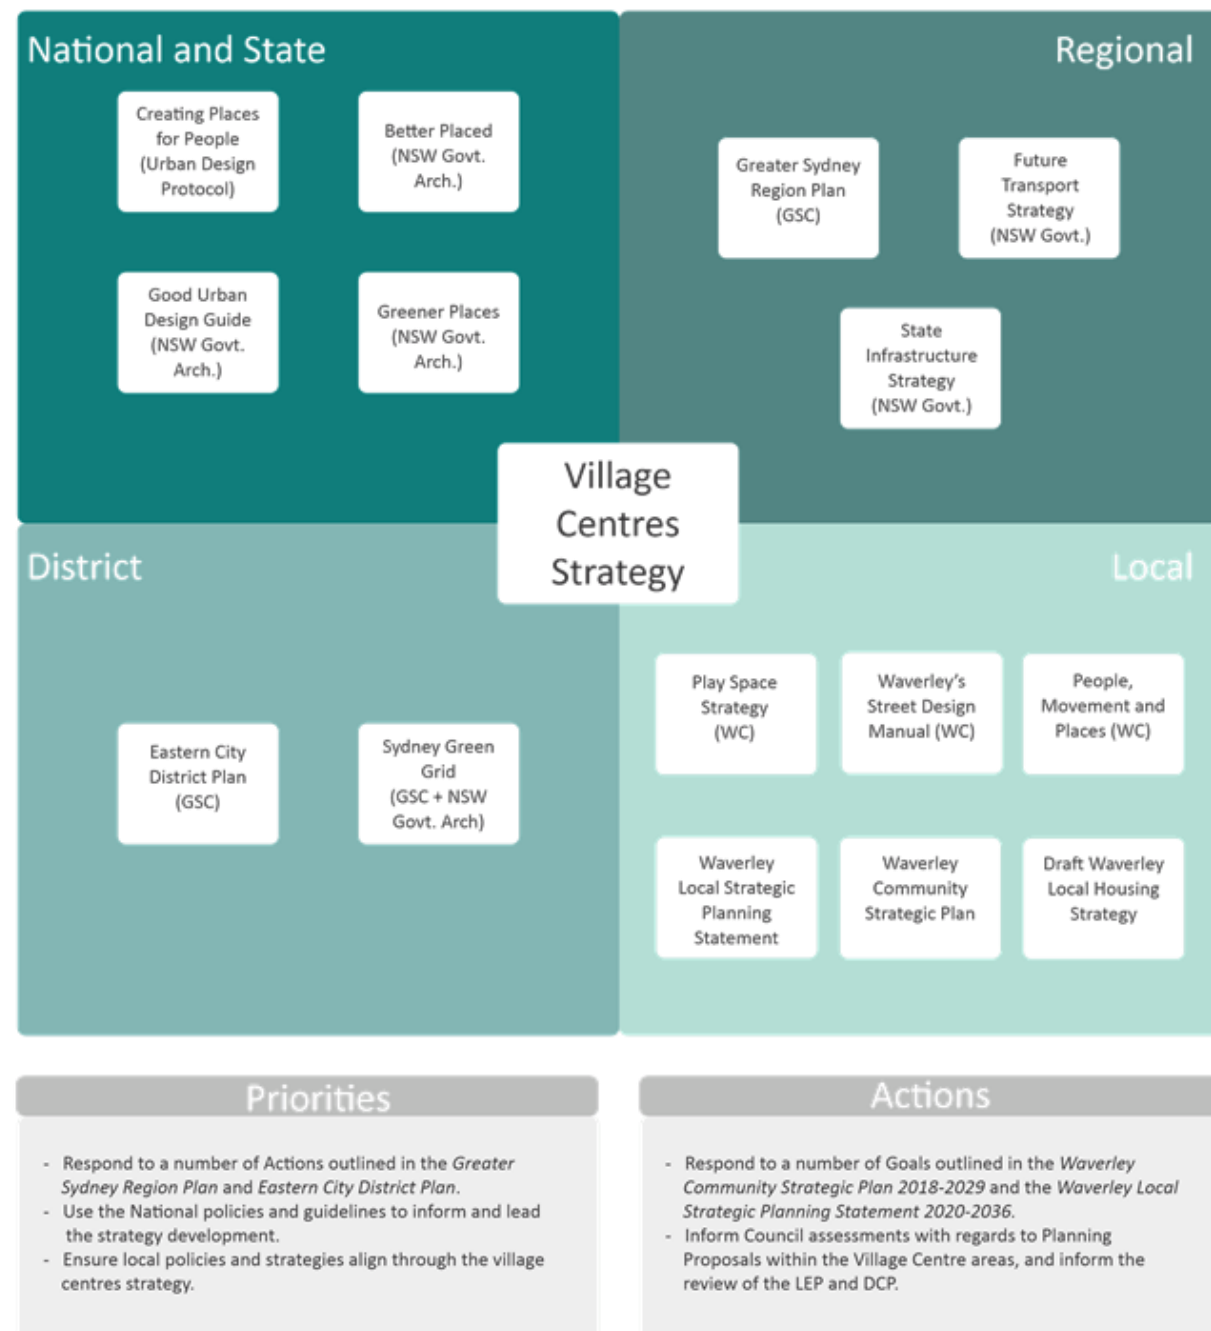 National and State
Creating Places
for People
(Urban Design
Protocol)
Better Placed
(NSW Govt.
Arch.)
Good Urban
Design Guide
(NSW Govt.
Arch.)
Greener Places
(NSW Govt.
Arch.)
Regional
Greater Sydney
Region Plan
(GSC)
Future
Transport
Strategy
(NSW Govt.)
State
Infrastructure
Strategy
(NSW Govt.)
Village
Centres
Strategy
District
Eastern City
District Plan
(GSC)
Sydney Green
Grid
(GSC + NSW
Govt. Arch)
Local
Play Space
Strategy
(WC)
Waverley’s
Street Design
Manual (WC)
People,
Movement and
Places (WC)
Waverley
Local Strategic
Planning
Statement
Waverley
Community
Strategic Plan
Draft Waverley
Local Housing
Strategy
Priorities
- Respond to a number of Actions outlined in the Greater
Sydney Region Plan and Eastern City District Plan.
- Use the National policies and guidelines to inform and lead
the strategy development.
- Ensure local policies and strategies align through the village
centres strategy.
Actions
- Respond to a number of Goals outlined in the Waverley
Community Strategic Plan 2018-2029 and the Waverley Local
Strategic Planning Statement 2020-2036.
- Inform Council assessments with regards to Planning
Proposals within the Village Centre areas, and inform the
review of the LEP and DCP.